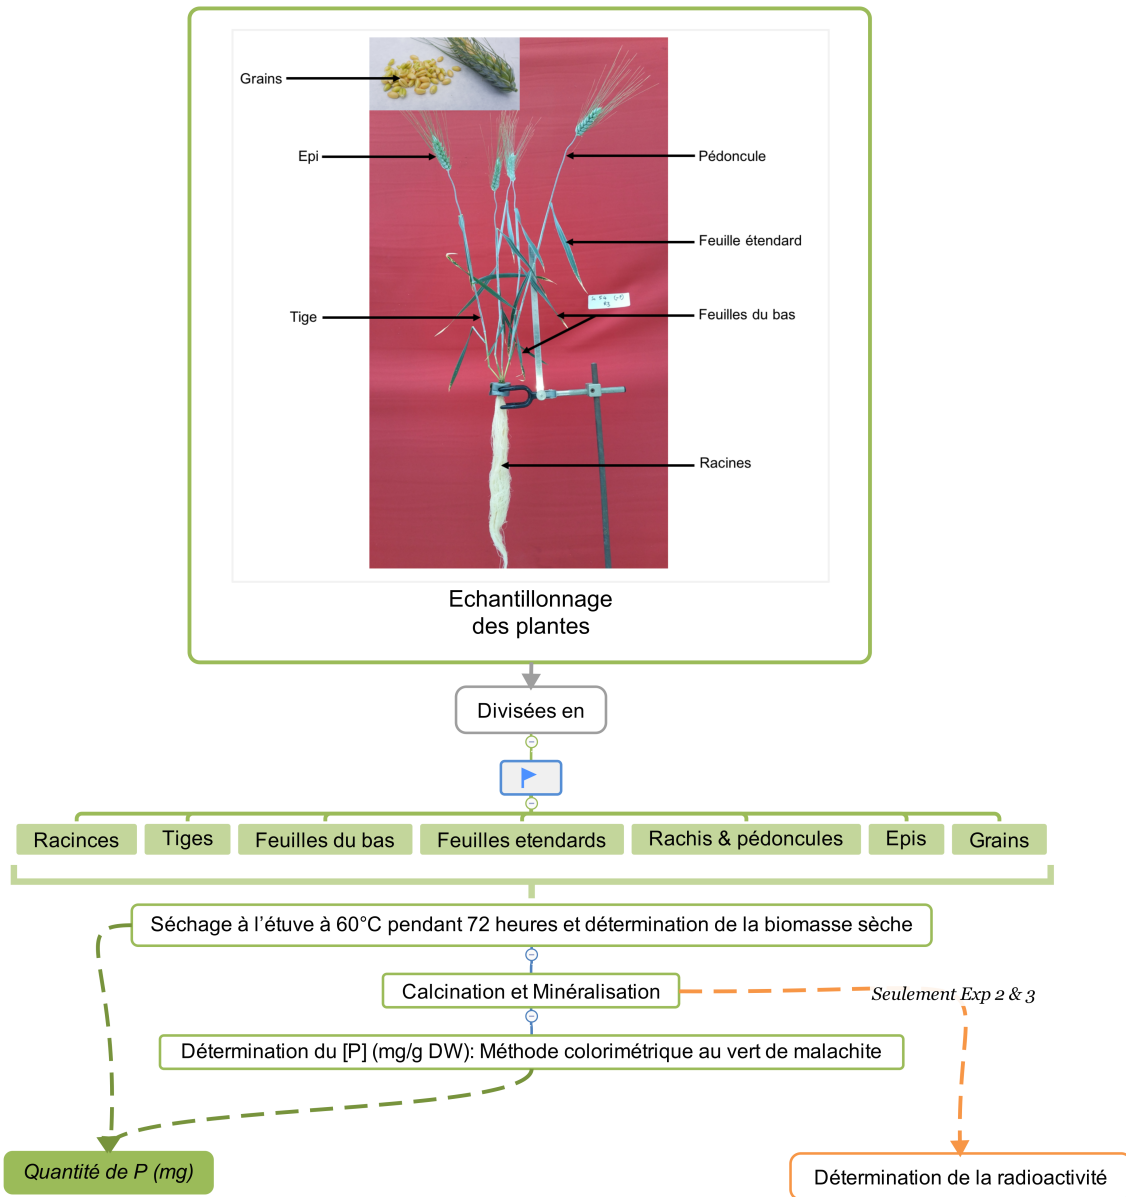 Grains
Epi
Pédoncule
Feuille étendard
Tige
Feuilles du bas
Racines
Echantillonnage
des plantes
Divisées en
Racinces
Tiges
Feuilles du bas
Feuilles etendards
Rachis & pédoncules
Epis
Grains
Séchage à l'étuve à 60°C pendant 72 heures et détermination de la biomasse sèche
Calcination et Minéralisation
Seulement Exp 2 & 3
Détermination du [P] (mg/g DW): Méthode colorimétrique au vert de malachite
Quantité de P (mg)
Détermination de la radioactivité